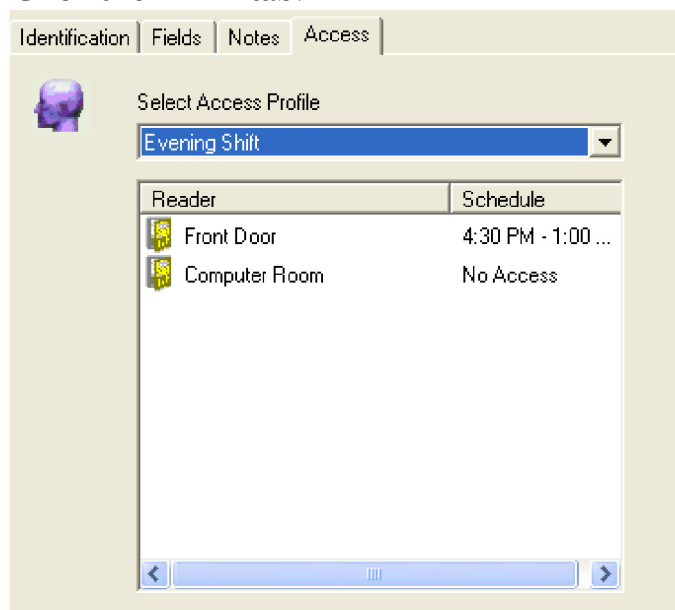 Identification Fields Notes Access
Select Access Profile
Evening Shift
Reader Schedule
Front Door 4:30 PM - 1:00 ...
Computer Room No Access